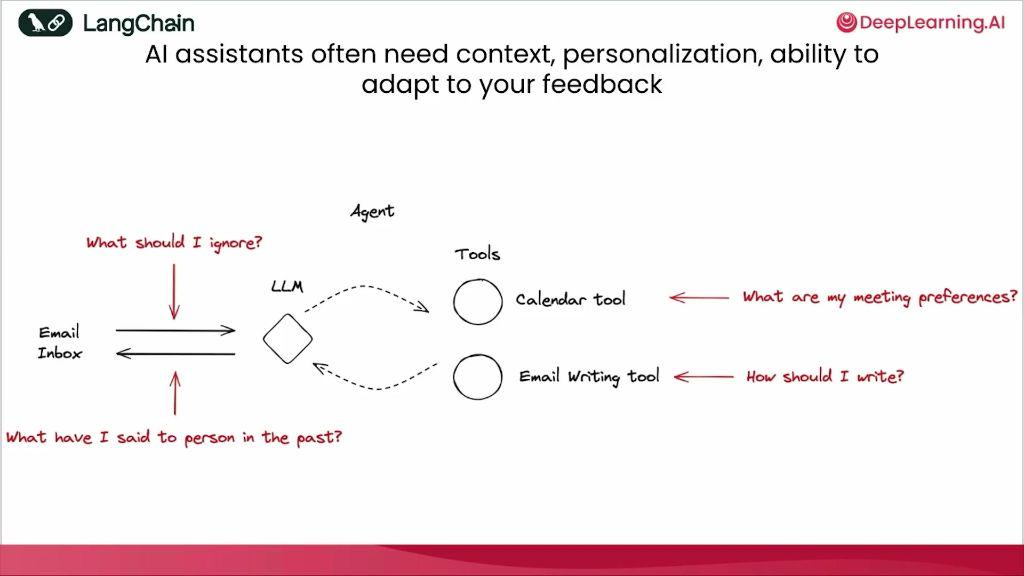 LangChain
DeepLearning.AI
AI assistants often need context, personalization, ability to
adapt to your feedback
Agent
What should I ignore?
Tools
LLM
Calendar tool
What are my meeting preferences?
Email
Inbox
Email Writing tool
How should I write?
What have I said to person in the past?